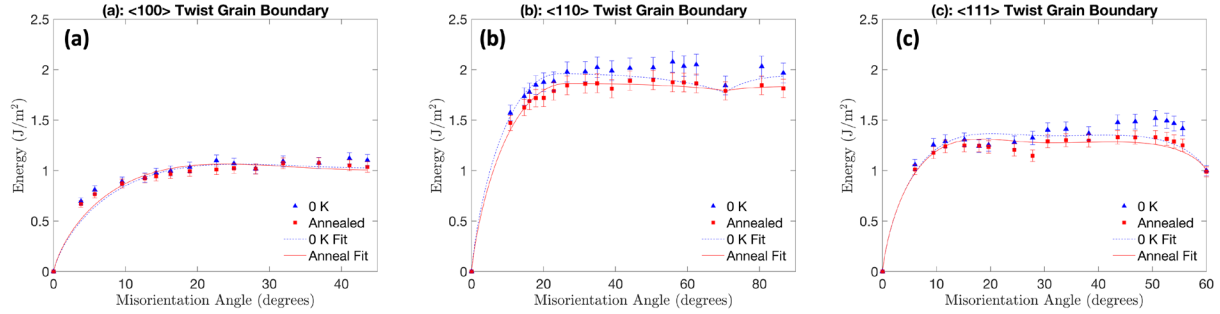 (a): <100> Twist Grain Boundary
(a)
2.5
2
1.5
1
0.5
0
Energy (J/m²)
0 K
Annealed
0 K Fit
Anneal Fit
0 10 20 30 40
Misorientation Angle (degrees)
(b): <110> Twist Grain Boundary
(b)
2.5
2
1.5
1
0.5
0
Energy (J/m²)
0 K
Annealed
0 K Fit
Anneal Fit
0 20 40 60 80
Misorientation Angle (degrees)
(c): <111> Twist Grain Boundary
(c)
2.5
2
1.5
1
0.5
0
Energy (J/m²)
0 K
Annealed
0 K Fit
Anneal Fit
0 10 20 30 40 50 60
Misorientation Angle (degrees)